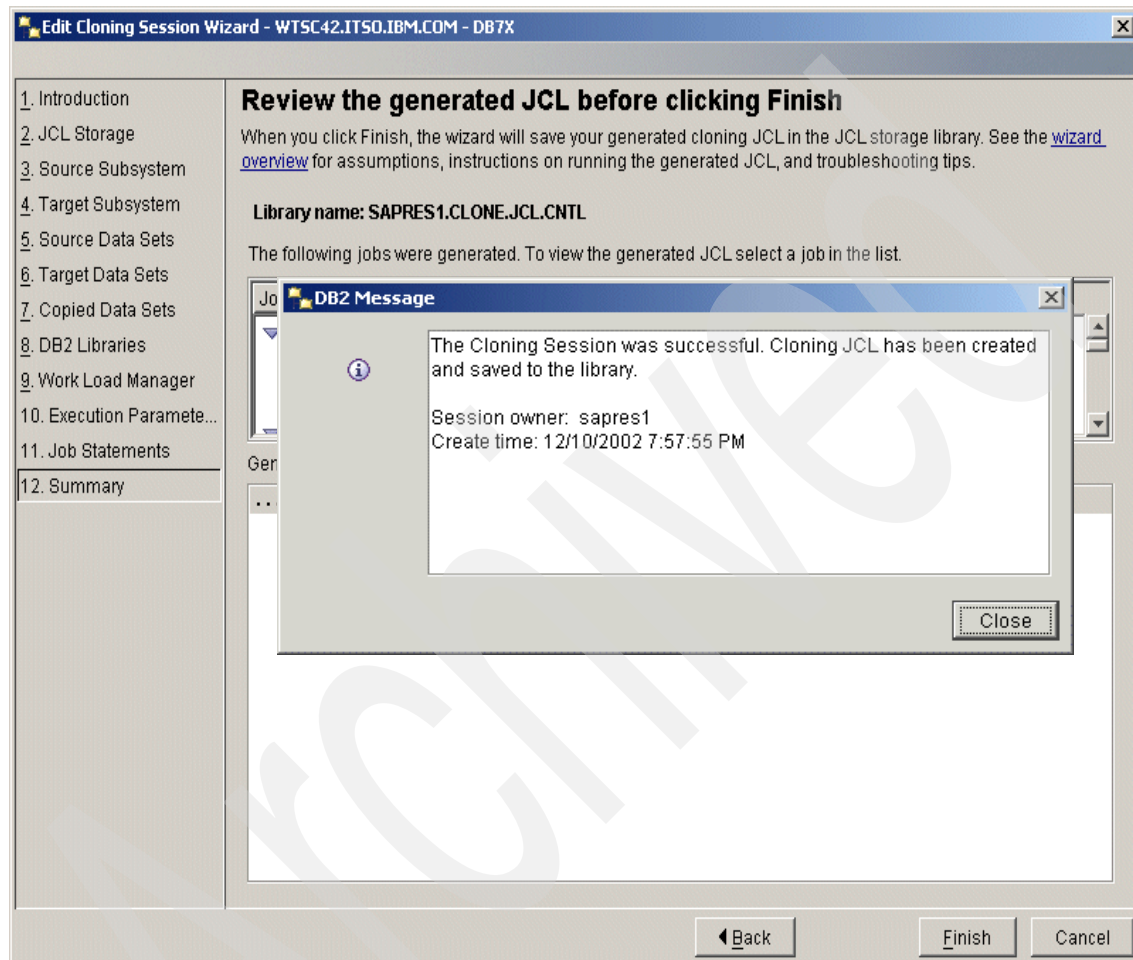 Edit Cloning Session Wizard - WTSC42.ITSO.IBM.COM - DB7X
1. Introduction
2. JCL Storage
3. Source Subsystem
4. Target Subsystem
5. Source Data Sets
6. Target Data Sets
7. Copied Data Sets
8. DB2 Libraries
9. Work Load Manager
10. Execution Paramete...
11. Job Statements
12. Summary
Review the generated JCL before clicking Finish
When you click Finish, the wizard will save your generated cloning JCL in the JCL storage library. See the wizard
overview for assumptions, instructions on running the generated JCL, and troubleshooting tips.
Library name: SAPRES1.CLONE.JCL.CNTL
The following jobs were generated. To view the generated JCL select a job in the list.
Jo
DB2 Message
The Cloning Session was successful. Cloning JCL has been created
and saved to the library.
Session owner: sapres1
Create time: 12/10/2002 7:57:55 PM
Close
Gen
...
Back
Finish
Cancel
Archived